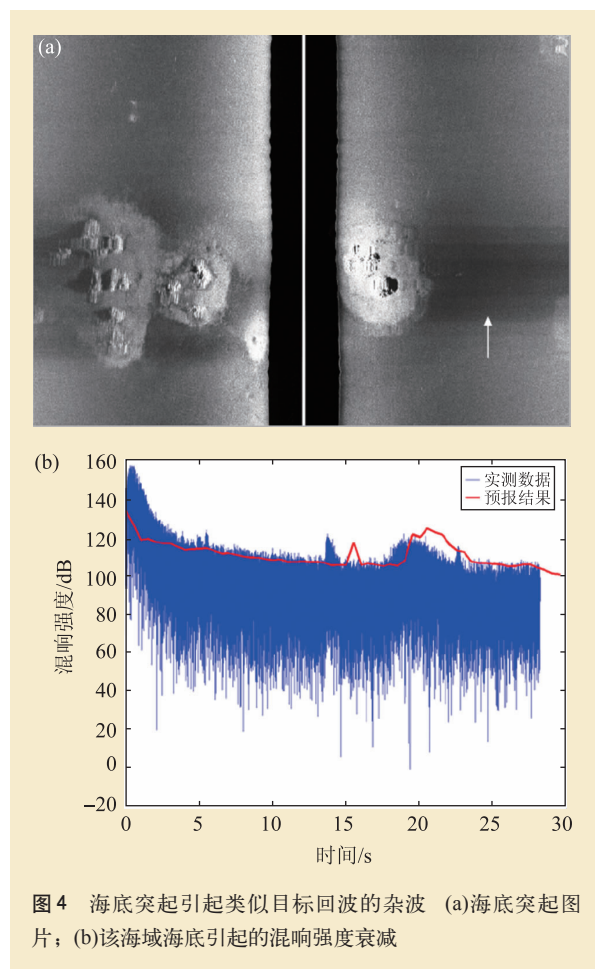 (a)
(b)
160
140
120
100
80
60
40
20
0
−20
混响强度/dB
实测数据
预报结果
0 5 10 15 20 25 30
时间/s
图4 海底突起引起类似目标回波的杂波 (a)海底突起图
片；(b)该海域海底引起的混响强度衰减